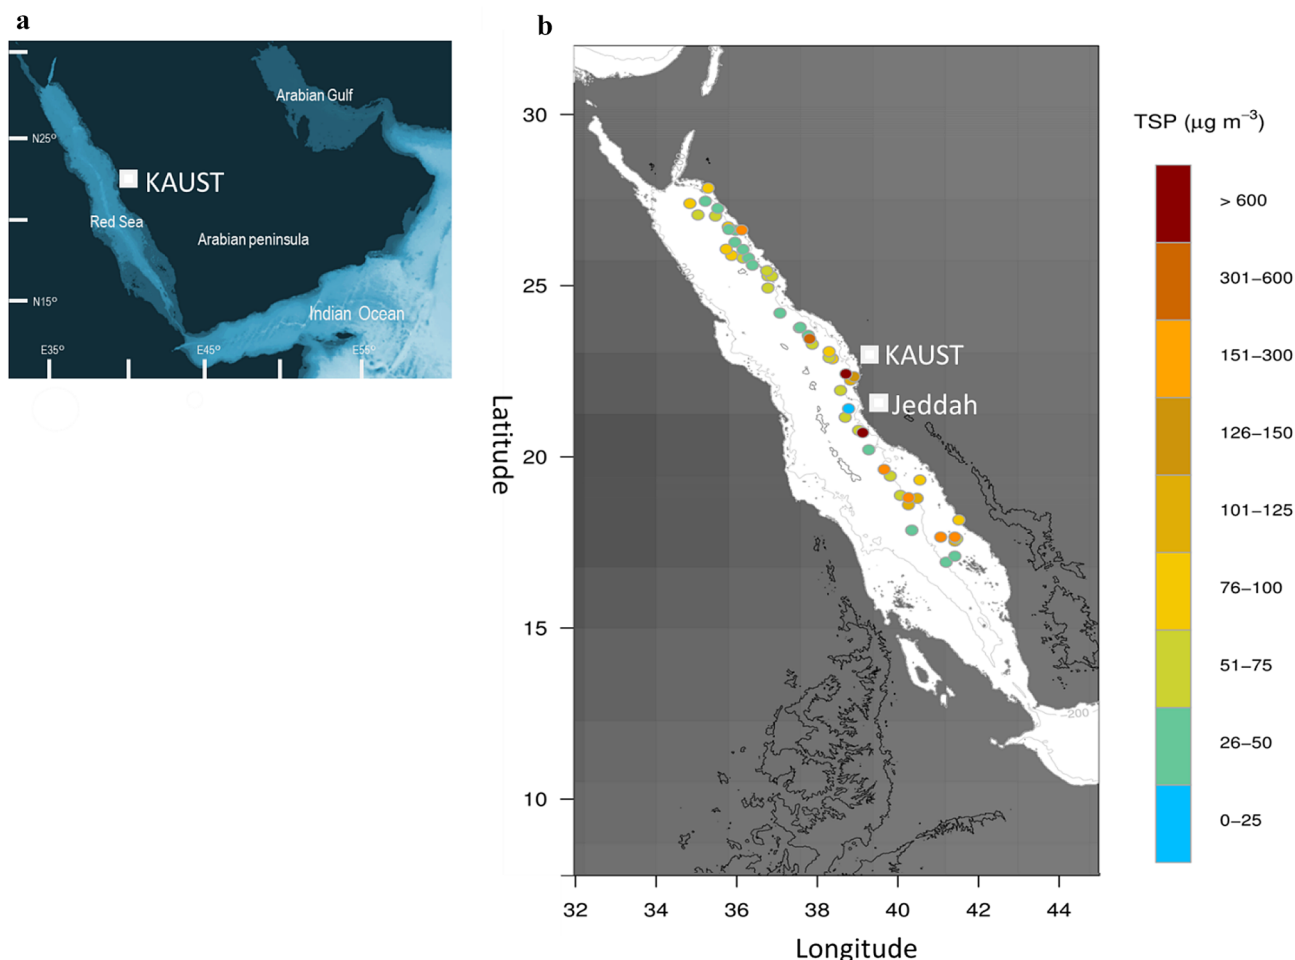 a
Arabian Gulf
N25°
KAUST
Red Sea
Arabian peninsula
N15°
Indian Ocean
E35°
E45°
E55°
b
30
25
20
15
10
Latitude
KAUST
Jeddah
-200
32
34
36
38
40
42
44
Longitude
TSP (μg m⁻³)
> 600
301-600
151-300
126-150
101-125
76-100
51-75
26-50
0-25